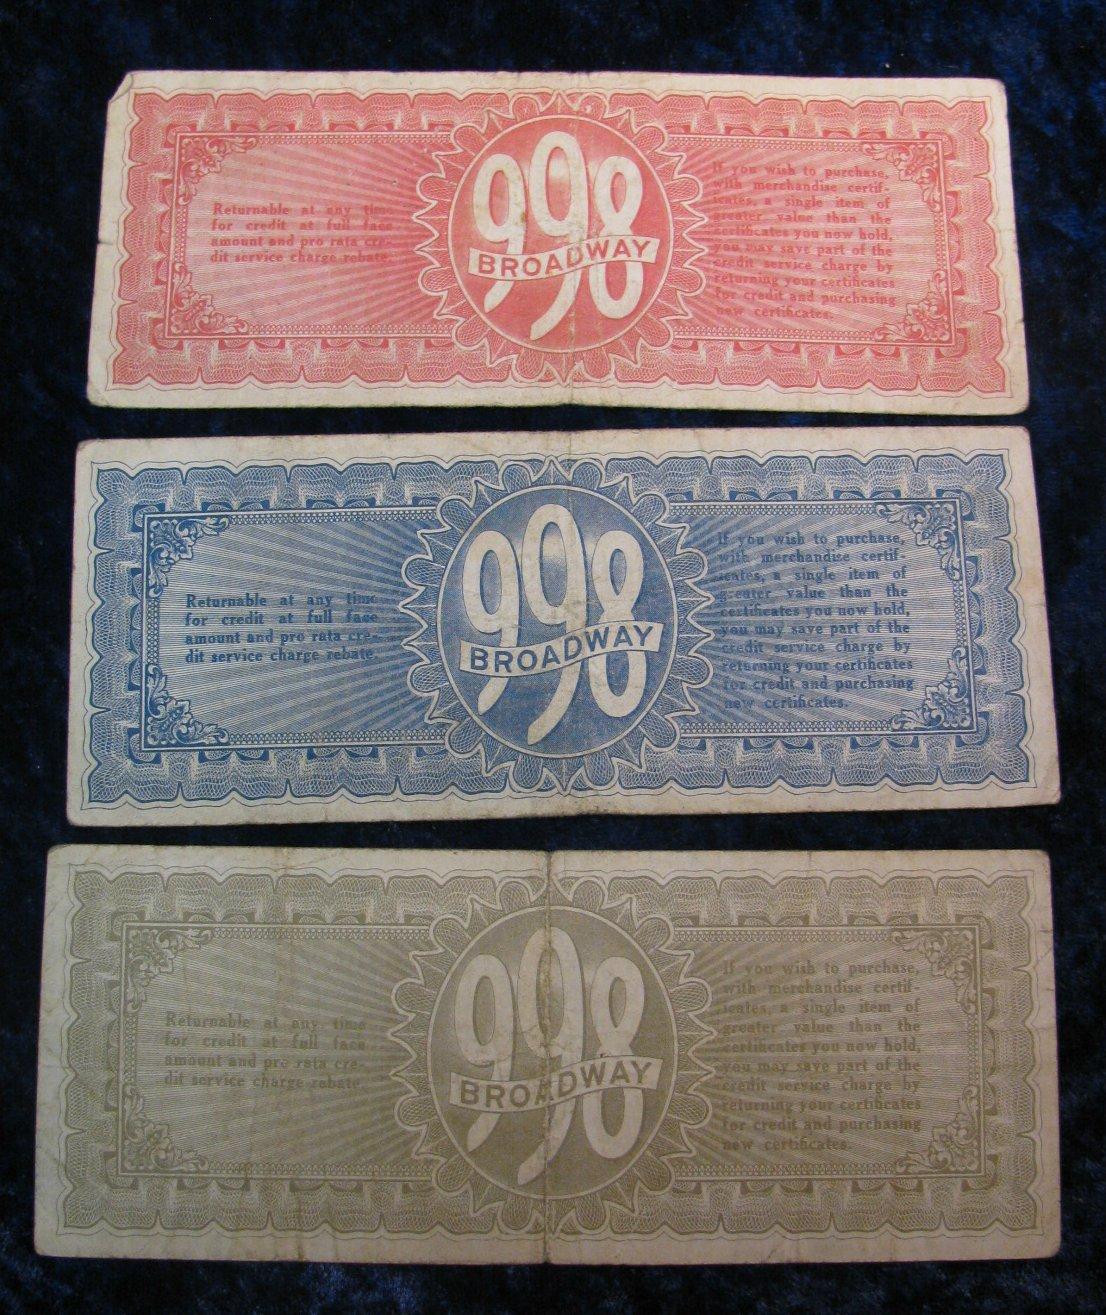 Returnable at any time
for credit at full face
amount and pro rata cre-
dit service charge rebate.
998
BROADWAY
If you wish to purchase,
with merchandise certif-
icates, a single item of
greater value than the
certificates you now hold,
you may save part of the
credit service charge by
returning your certificates
for credit and purchasing
new certificates.
Returnable at any time
for credit at full face
amount and pro rata cre-
dit service charge rebate.
998
BROADWAY
If you wish to purchase,
with merchandise certif-
icates, a single item of
greater value than the
certificates you now hold,
you may save part of the
credit service charge by
returning your certificates
for credit and purchasing
new certificates.
Returnable at any time
for credit at full face
amount and pro rata cre-
dit service charge rebate.
998
BROADWAY
If you wish to purchase,
with merchandise certif-
icates, a single item of
greater value than the
certificates you now hold,
you may save part of the
credit service charge by
returning your certificates
for credit and purchasing
new certificates.